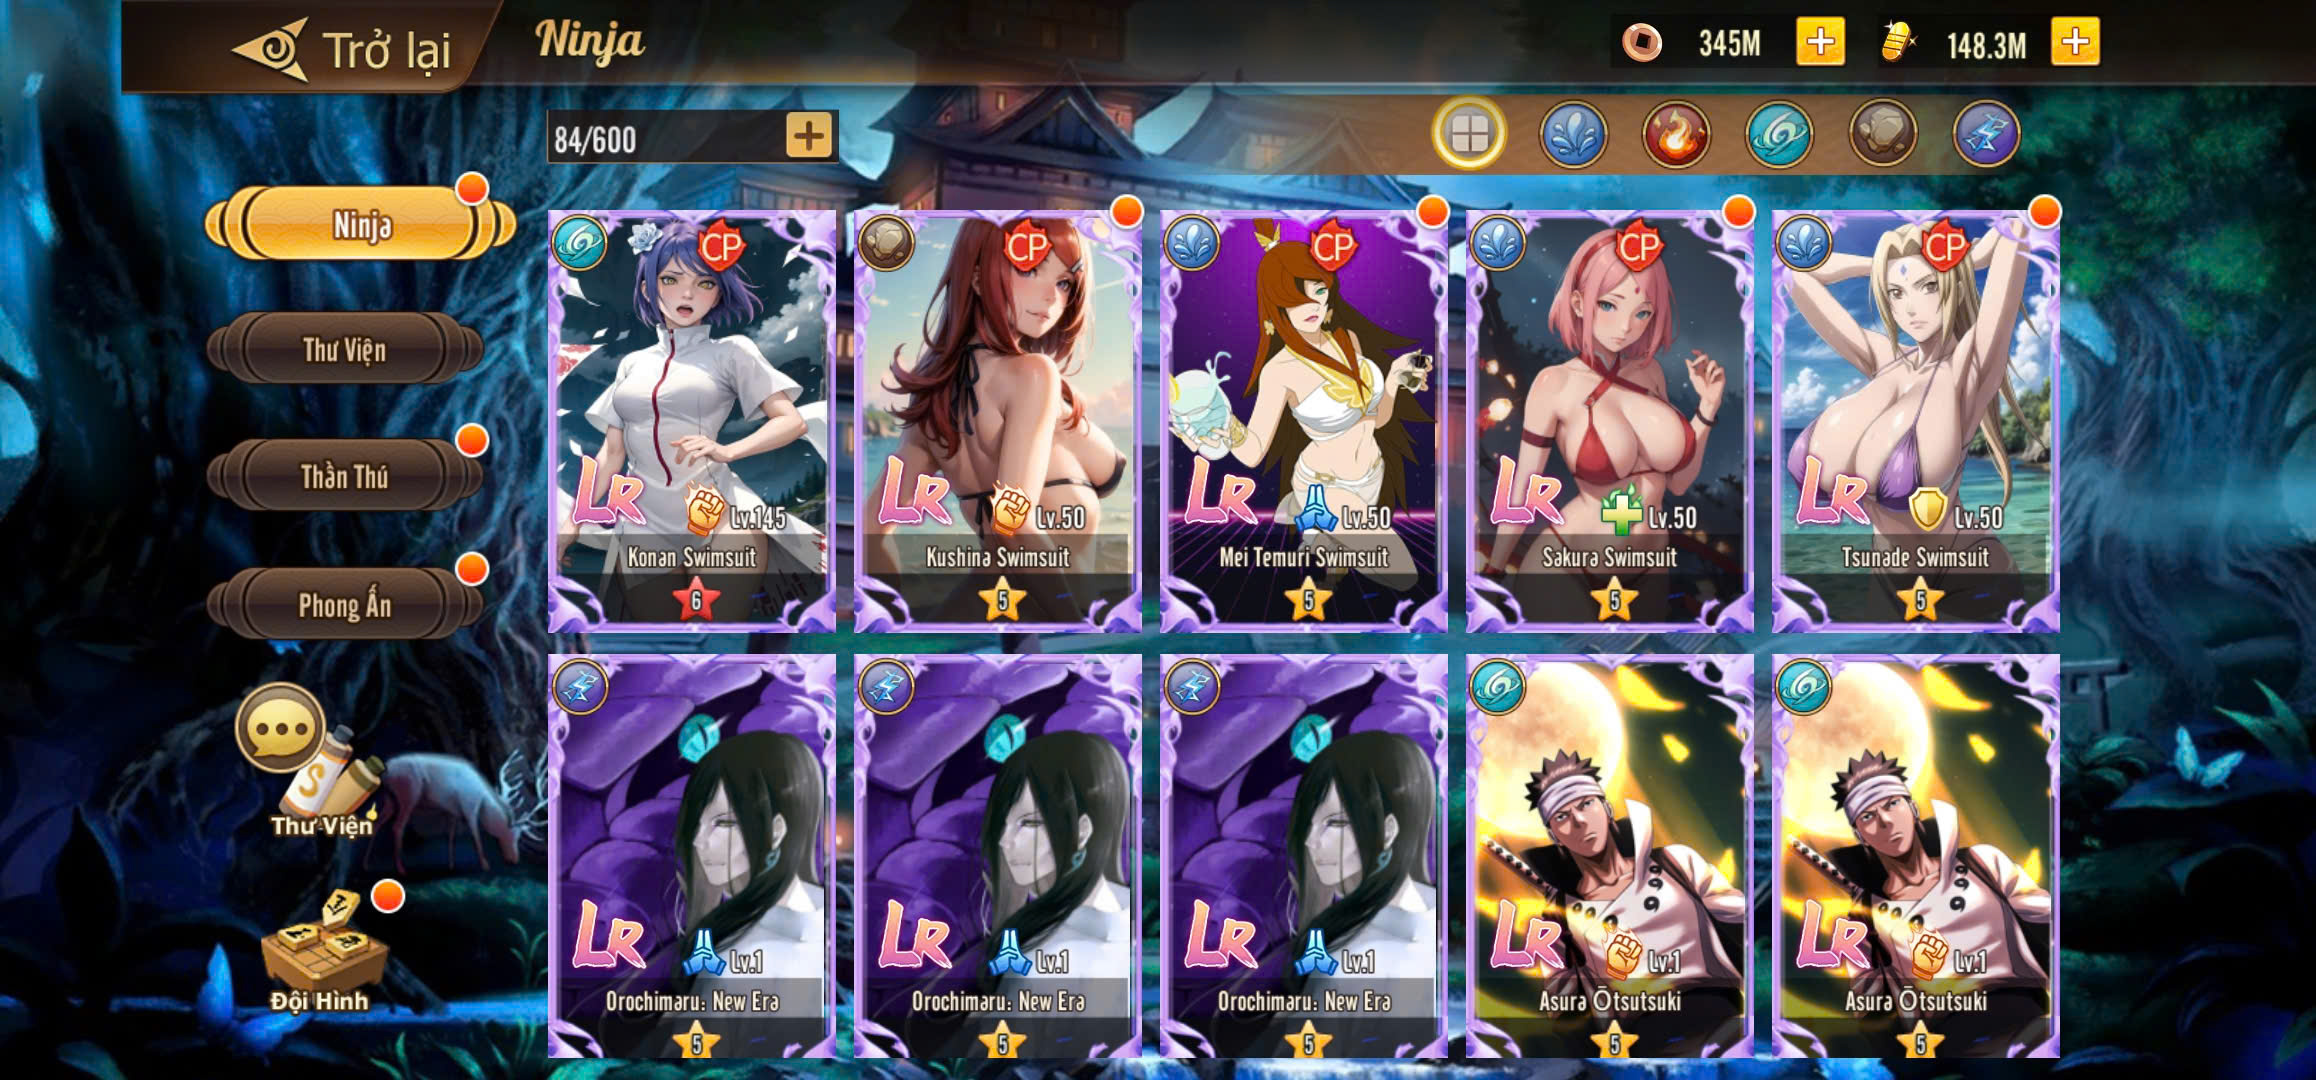 Trở lại
Ninja
345M
148.3M
84/600
Ninja
Thư Viện
Thần Thú
Phong Ấn
Thư Viện
Đội Hình
CP
LR
Lv.145
Konan Swimsuit
6
CP
LR
Lv.50
Kushina Swimsuit
5
CP
LR
Lv.50
Mei Temuri Swimsuit
5
CP
LR
Lv.50
Sakura Swimsuit
5
CP
LR
Lv.50
Tsunade Swimsuit
5
LR
Lv.1
Orochimaru: New Era
5
LR
Lv.1
Orochimaru: New Era
5
LR
Lv.1
Orochimaru: New Era
5
LR
Lv.1
Asura Ōtsutsuki
5
LR
Lv.1
Asura Ōtsutsuki
5